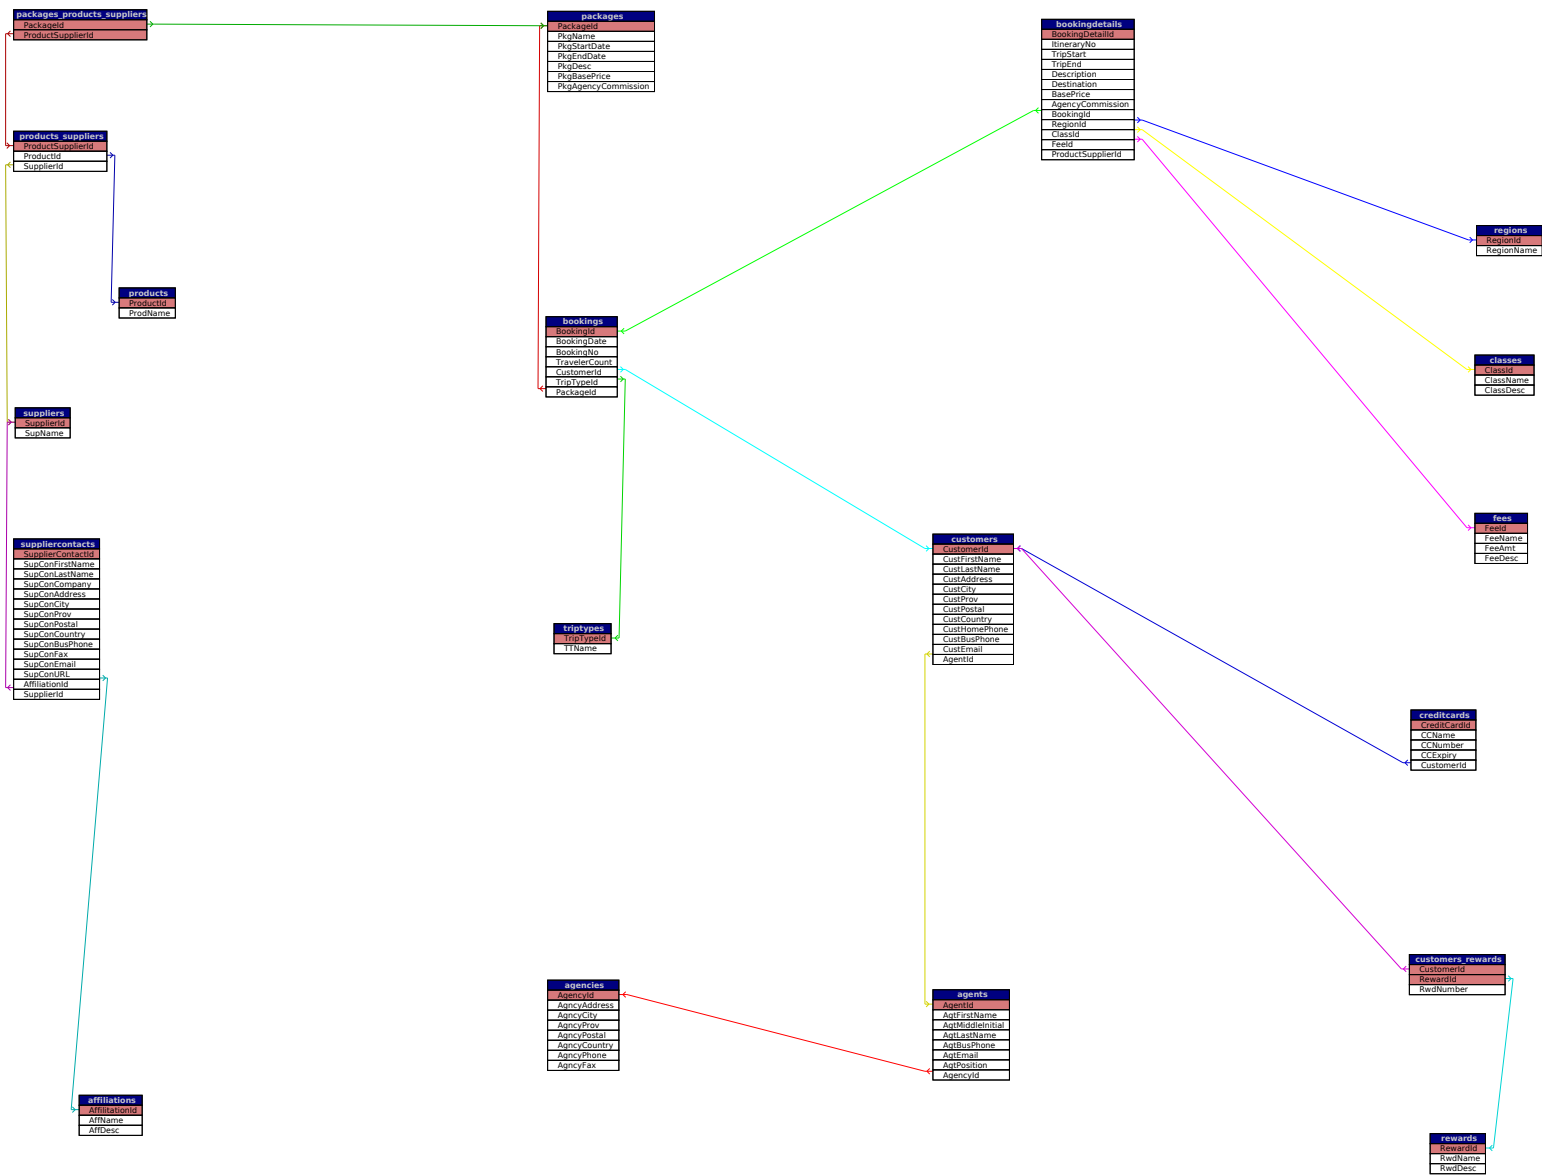 packages_products_suppliers
PackageId
ProductSupplierId
packages
PackageId
PkgName
PkgStartDate
PkgEndDate
PkgDesc
PkgBasePrice
PkgAgencyCommission
bookingdetails
BookingDetailId
ItineraryNo
TripStart
TripEnd
Description
Destination
BasePrice
AgencyCommission
BookingId
RegionId
ClassId
FeeId
ProductSupplierId
products_suppliers
ProductSupplierId
ProductId
SupplierId
regions
RegionId
RegionName
products
ProductId
ProdName
bookings
BookingId
BookingDate
BookingNo
TravelerCount
CustomerId
TripTypeId
PackageId
classes
ClassId
ClassName
ClassDesc
suppliers
SupplierId
SupName
fees
FeeId
FeeName
FeeAmt
FeeDesc
suppliercontacts
SupplierContactId
SupConFirstName
SupConLastName
SupConCompany
SupConAddress
SupConCity
SupConProv
SupConPostal
SupConCountry
SupConBusPhone
SupConFax
SupConEmail
SupConURL
AffiliationId
SupplierId
customers
CustomerId
CustFirstName
CustLastName
CustAddress
CustCity
CustProv
CustPostal
CustCountry
CustHomePhone
CustBusPhone
CustEmail
AgentId
triptypes
TripTypeId
TTName
creditcards
CreditCardId
CCName
CCNumber
CCExpiry
CustomerId
customers_rewards
CustomerId
RewardId
RwdNumber
agencies
AgencyId
AgncyAddress
AgncyCity
AgncyProv
AgncyPostal
AgncyCountry
AgncyPhone
AgncyFax
agents
AgentId
AgtFirstName
AgtMiddleInitial
AgtLastName
AgtBusPhone
AgtEmail
AgtPosition
AgencyId
affiliations
AffilitationId
AffName
AffDesc
rewards
RewardId
RwdName
RwdDesc